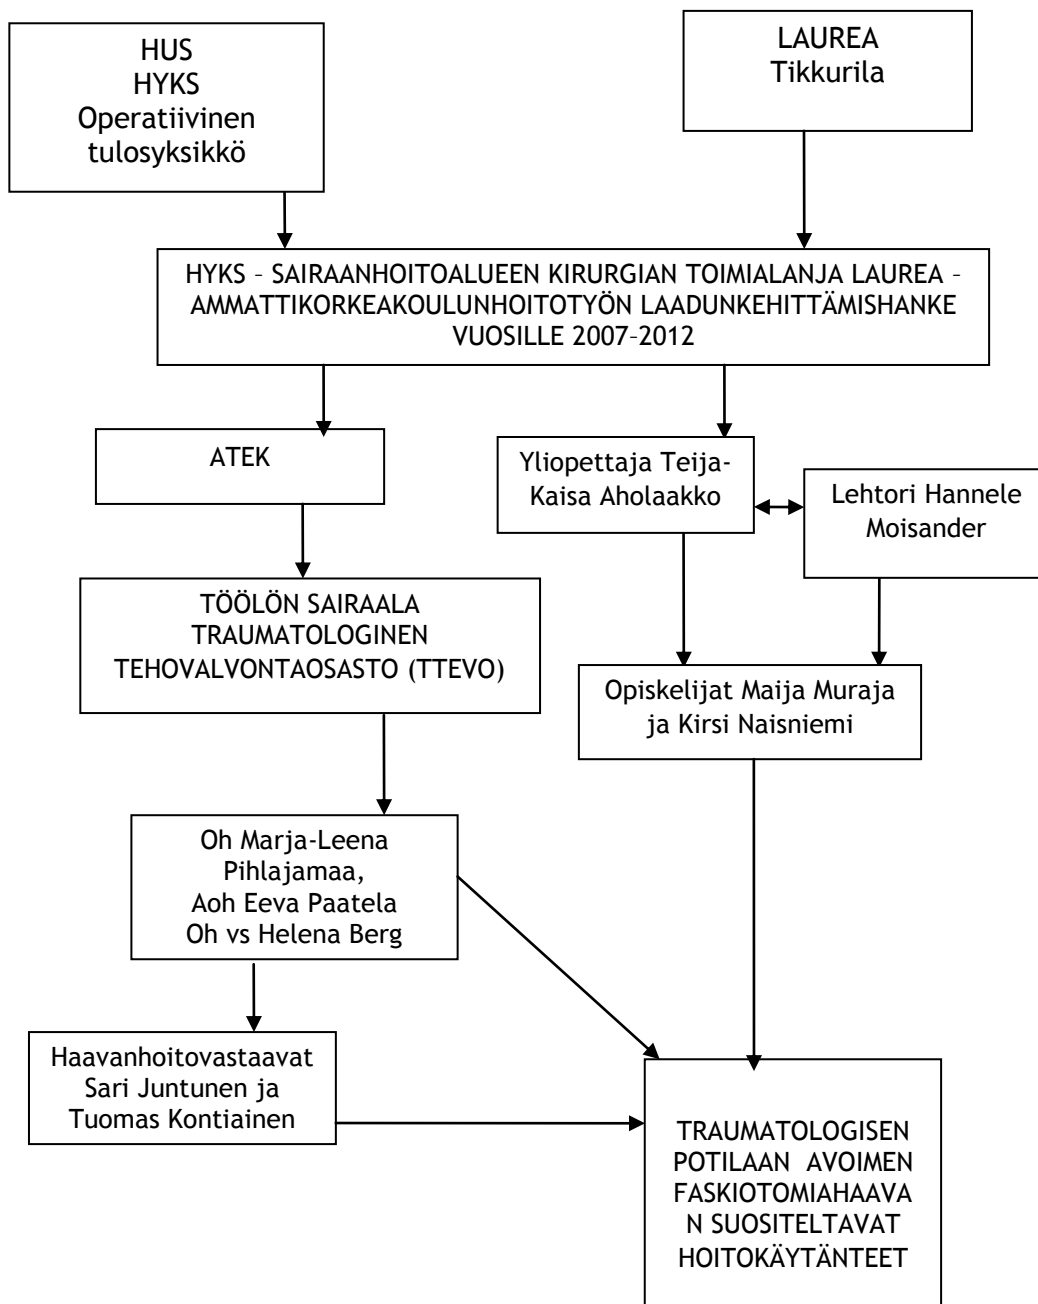 HUS
HYKS
Operatiivinen
tulosyksikkö
LAUREA
Tikkurila
HYKS – SAIRAANHOITOALUEEN KIRURGIAN TOIMIALANJA LAUREA –
AMMATTIKORKEAKOULUNHOITOTYÖN LAADUNKEHITTÄMISHANKE
VUOSILLE 2007–2012
ATEK
Yliopettaja Teija-
Kaisa Aholaakko
Lehtori Hannele
Moisander
TÖÖLÖN SAIRAALA
TRAUMATOLOGINEN
TEHOVALVONTAOSASTO (TTEVO)
Opiskelijat Maija Muraja
ja Kirsi Naisniemi
Oh Marja-Leena
Pihlajamaa,
Aoh Eeva Paatela
Oh vs Helena Berg
Haavanhoitovastaavat
Sari Juntunen ja
Tuomas Kontiainen
TRAUMATOLOGISEN
POTILAAN AVOIMEN
FASKIOTOMIAHAAVA
N SUOSITELTAVAT
HOITOKÄYTÄNTEET